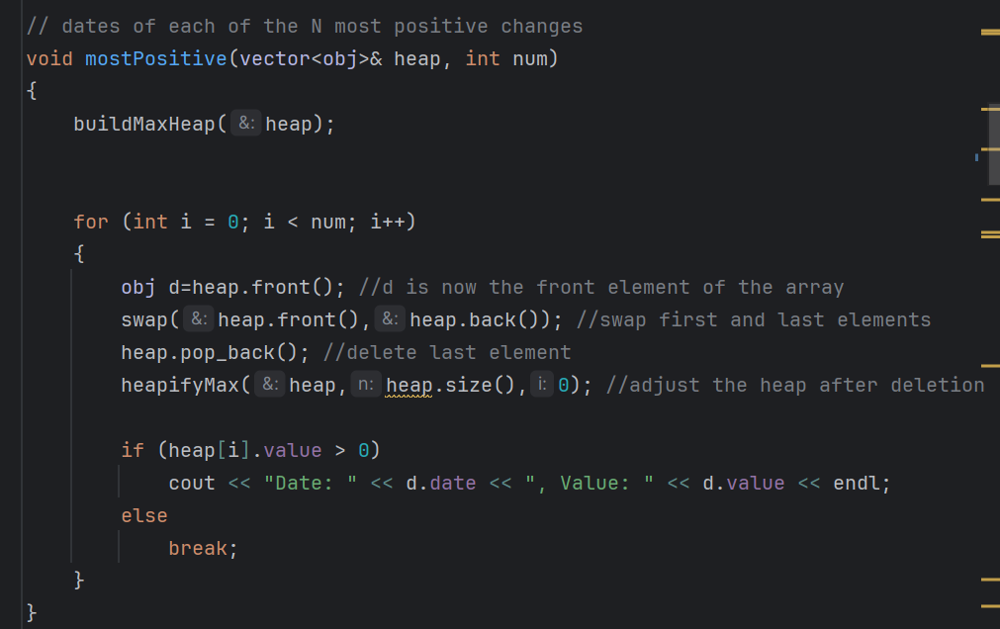 // dates of each of the N most positive changes
void mostPositive(vector<obj>& heap, int num)
{
buildMaxHeap( &: heap);
for (int i = 0; i < num; i++)
{
obj d=heap.front(); //d is now the front element of the array
swap( &: heap.front(), &: heap.back()); //swap first and last elements
heap.pop_back(); //delete last element
heapifyMax( &: heap, n: heap.size(), i: 0); //adjust the heap after deletion
if (heap[i].value > 0)
cout << "Date: " << d.date << ", Value: " << d.value << endl;
else
break;
}
}